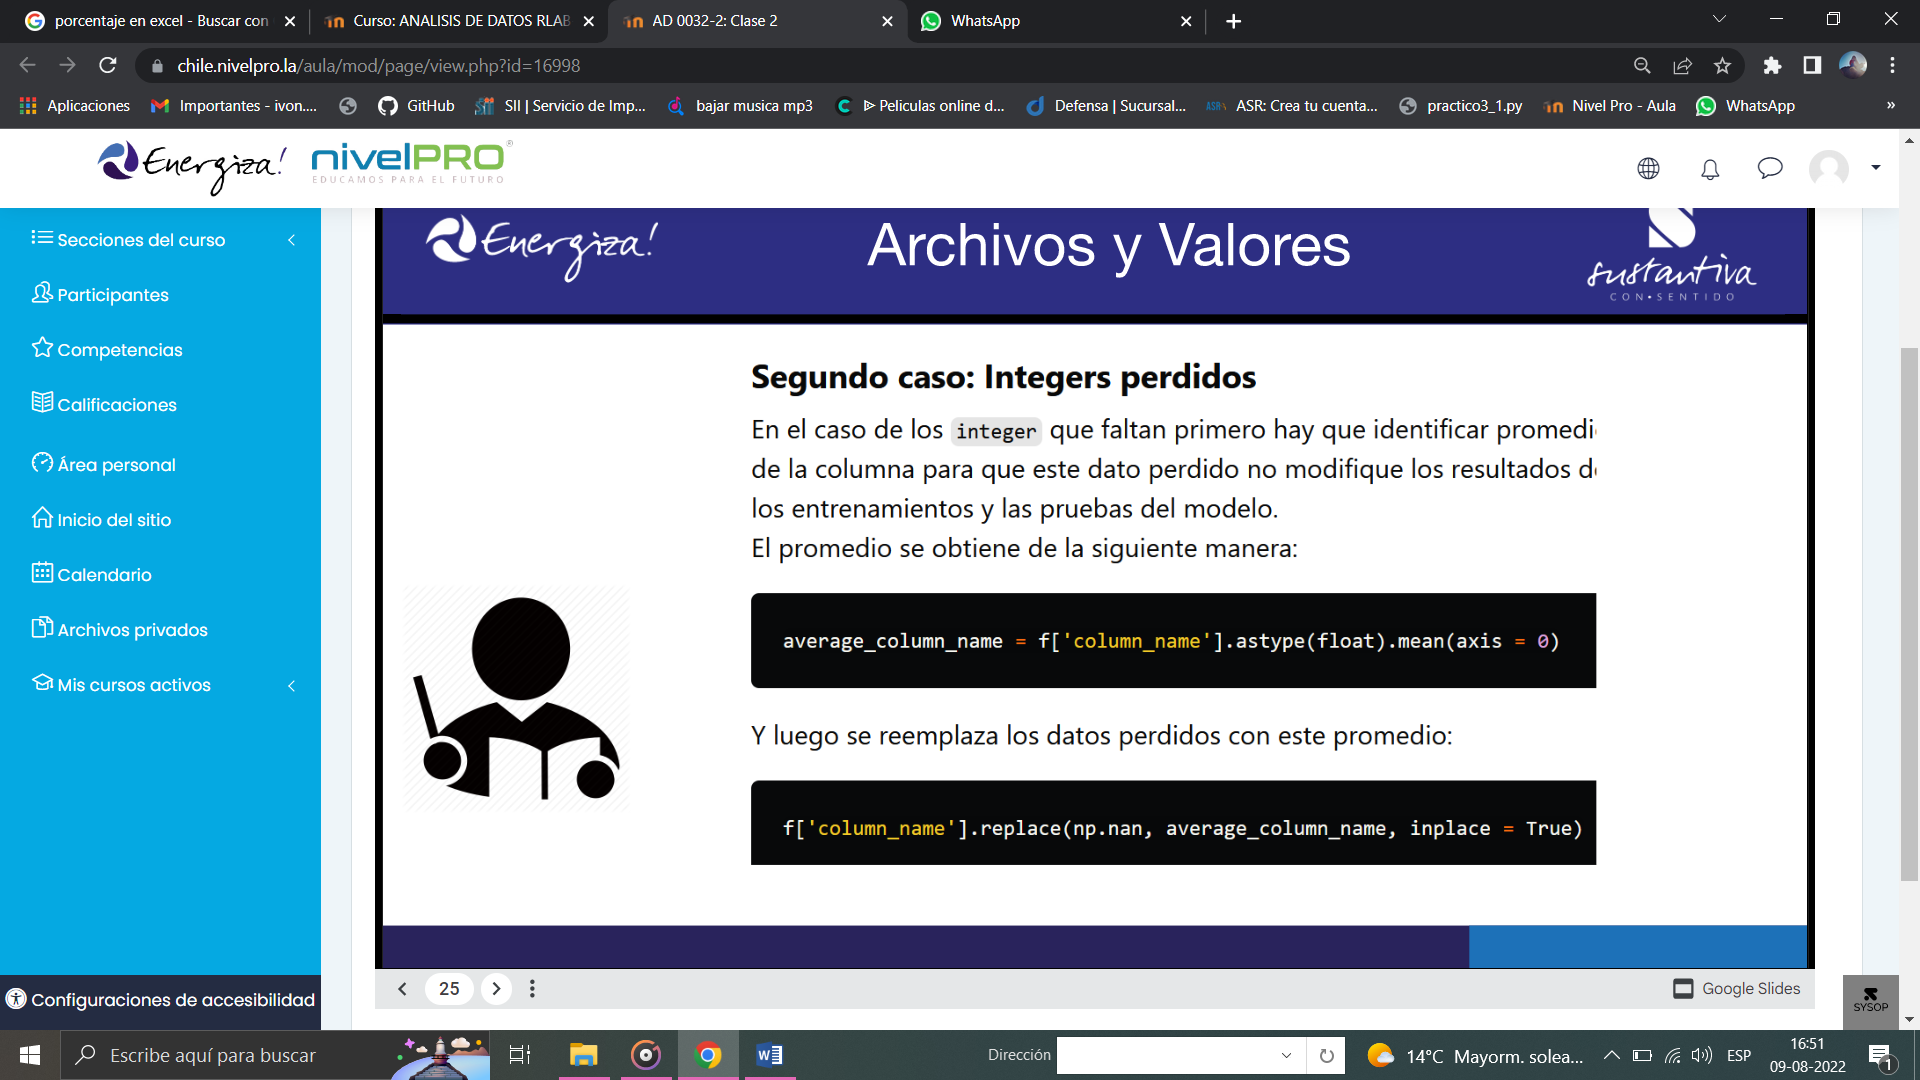 porcentaje en excel - Buscar con
Curso: ANALISIS DE DATOS RLAB
AD 0032-2: Clase 2
WhatsApp
chile.nivelpro.la/aula/mod/page/view.php?id=16998
Aplicaciones
Importantes - ivon....
GitHub
SII | Servicio de Imp...
bajar musica mp3
ᐅ Peliculas online d...
Defensa | Sucursal...
ASR: Crea tu cuenta...
practico3_1.py
Nivel Pro - Aula
WhatsApp
»
Energiza!
nivelPRO®
EDUCAMOS PARA EL FUTURO
Secciones del curso
Participantes
Competencias
Calificaciones
Área personal
Inicio del sitio
Calendario
Archivos privados
Mis cursos activos
Configuraciones de accesibilidad
Energiza!
Archivos y Valores
sustantiva
CON•SENTIDO
Segundo caso: Integers perdidos
En el caso de los integer que faltan primero hay que identificar promedi
de la columna para que este dato perdido no modifique los resultados d
los entrenamientos y las pruebas del modelo.
El promedio se obtiene de la siguiente manera:
average_column_name = f['column_name'].astype(float).mean(axis = 0)
Y luego se reemplaza los datos perdidos con este promedio:
f['column_name'].replace(np.nan, average_column_name, inplace = True)
25
Google Slides
SYSOP
Escribe aquí para buscar
Dirección
14°C Mayorm. solea...
ESP
16:51
09-08-2022
1